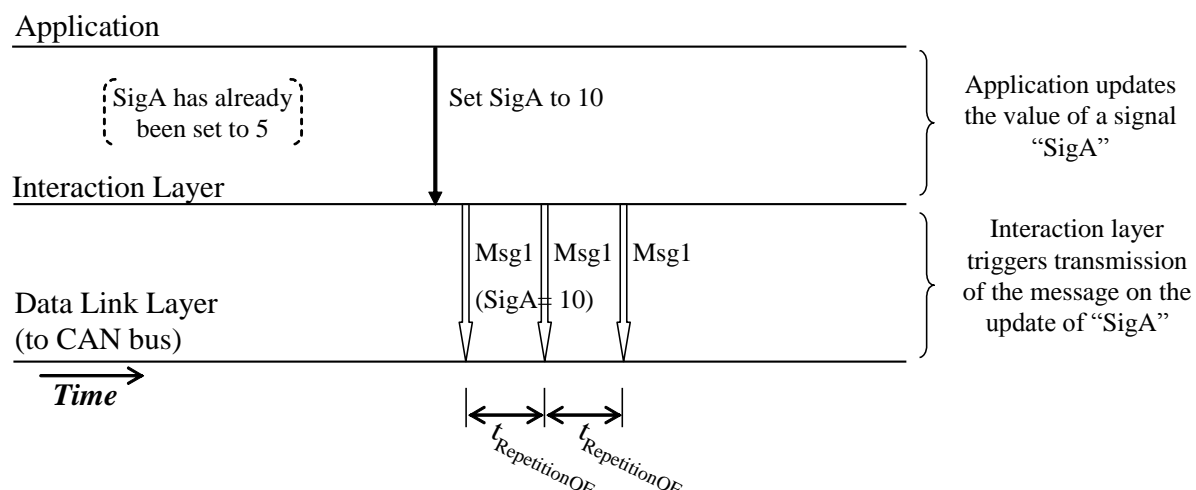 Application
SigA has already
been set to 5
Set SigA to 10
Application updates
the value of a signal
“SigA”
Interaction Layer
Msg1
Msg1
Msg1
(SigA= 10)
Interaction layer
triggers transmission
of the message on the
update of “SigA”
Data Link Layer
(to CAN bus)
Time
tRepetitionOF
tRepetitionOF